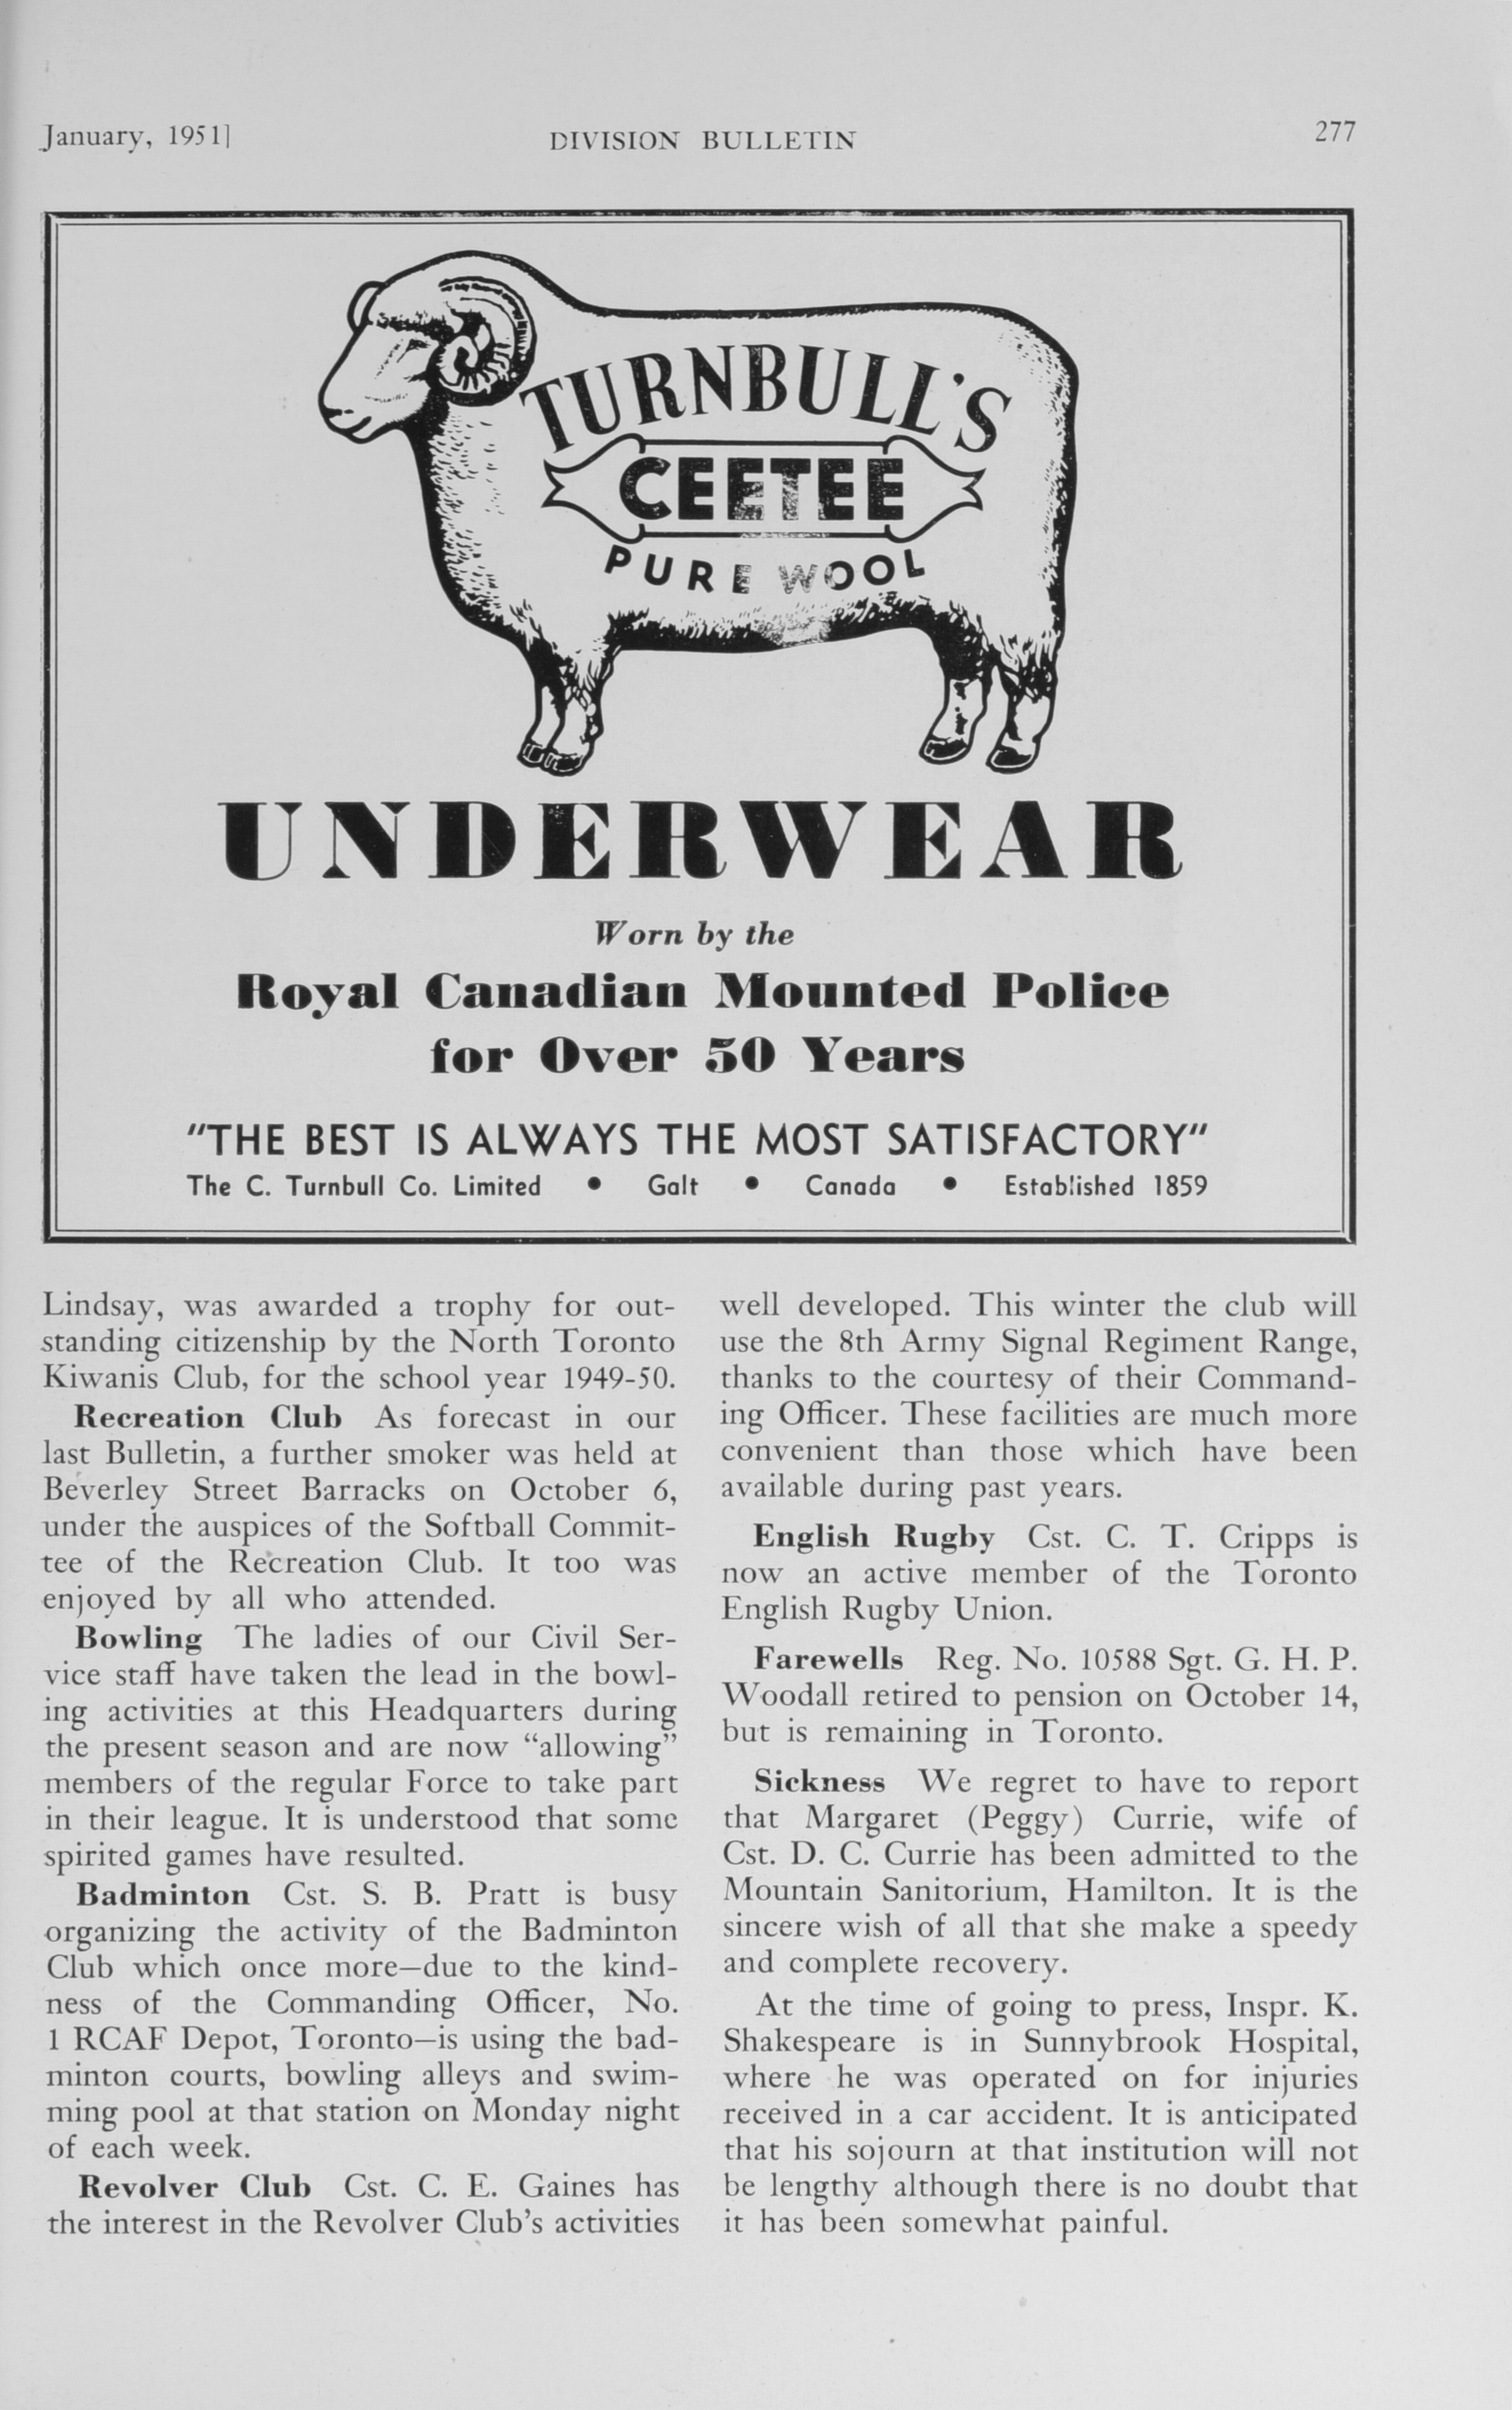 January, 1951]
DIVISION BULLETIN
277
TURNBULL'S
CEETEE
PURE WOOL
UNDERWEAR
Worn by the
Royal Canadian Mounted Police
for Over 50 Years
"THE BEST IS ALWAYS THE MOST SATISFACTORY"
The C. Turnbull Co. Limited • Galt • Canada • Established 1859
Lindsay, was awarded a trophy for out-
standing citizenship by the North Toronto
Kiwanis Club, for the school year 1949-50.
Recreation Club As forecast in our
last Bulletin, a further smoker was held at
Beverley Street Barracks on October 6,
under the auspices of the Softball Commit-
tee of the Recreation Club. It too was
enjoyed by all who attended.
Bowling The ladies of our Civil Ser-
vice staff have taken the lead in the bowl-
ing activities at this Headquarters during
the present season and are now "allowing"
members of the regular Force to take part
in their league. It is understood that some
spirited games have resulted.
Badminton Cst. S. B. Pratt is busy
organizing the activity of the Badminton
Club which once more—due to the kind-
ness of the Commanding Officer, No.
1 RCAF Depot, Toronto—is using the bad-
minton courts, bowling alleys and swim-
ming pool at that station on Monday night
of each week.
Revolver Club Cst. C. E. Gaines has
the interest in the Revolver Club's activities
well developed. This winter the club will
use the 8th Army Signal Regiment Range,
thanks to the courtesy of their Command-
ing Officer. These facilities are much more
convenient than those which have been
available during past years.
English Rugby Cst. C. T. Cripps is
now an active member of the Toronto
English Rugby Union.
Farewells Reg. No. 10588 Sgt. G. H. P.
Woodall retired to pension on October 14,
but is remaining in Toronto.
Sickness We regret to have to report
that Margaret (Peggy) Currie, wife of
Cst. D. C. Currie has been admitted to the
Mountain Sanitorium, Hamilton. It is the
sincere wish of all that she make a speedy
and complete recovery.
At the time of going to press, Inspr. K.
Shakespeare is in Sunnybrook Hospital,
where he was operated on for injuries
received in a car accident. It is anticipated
that his sojourn at that institution will not
be lengthy although there is no doubt that
it has been somewhat painful.